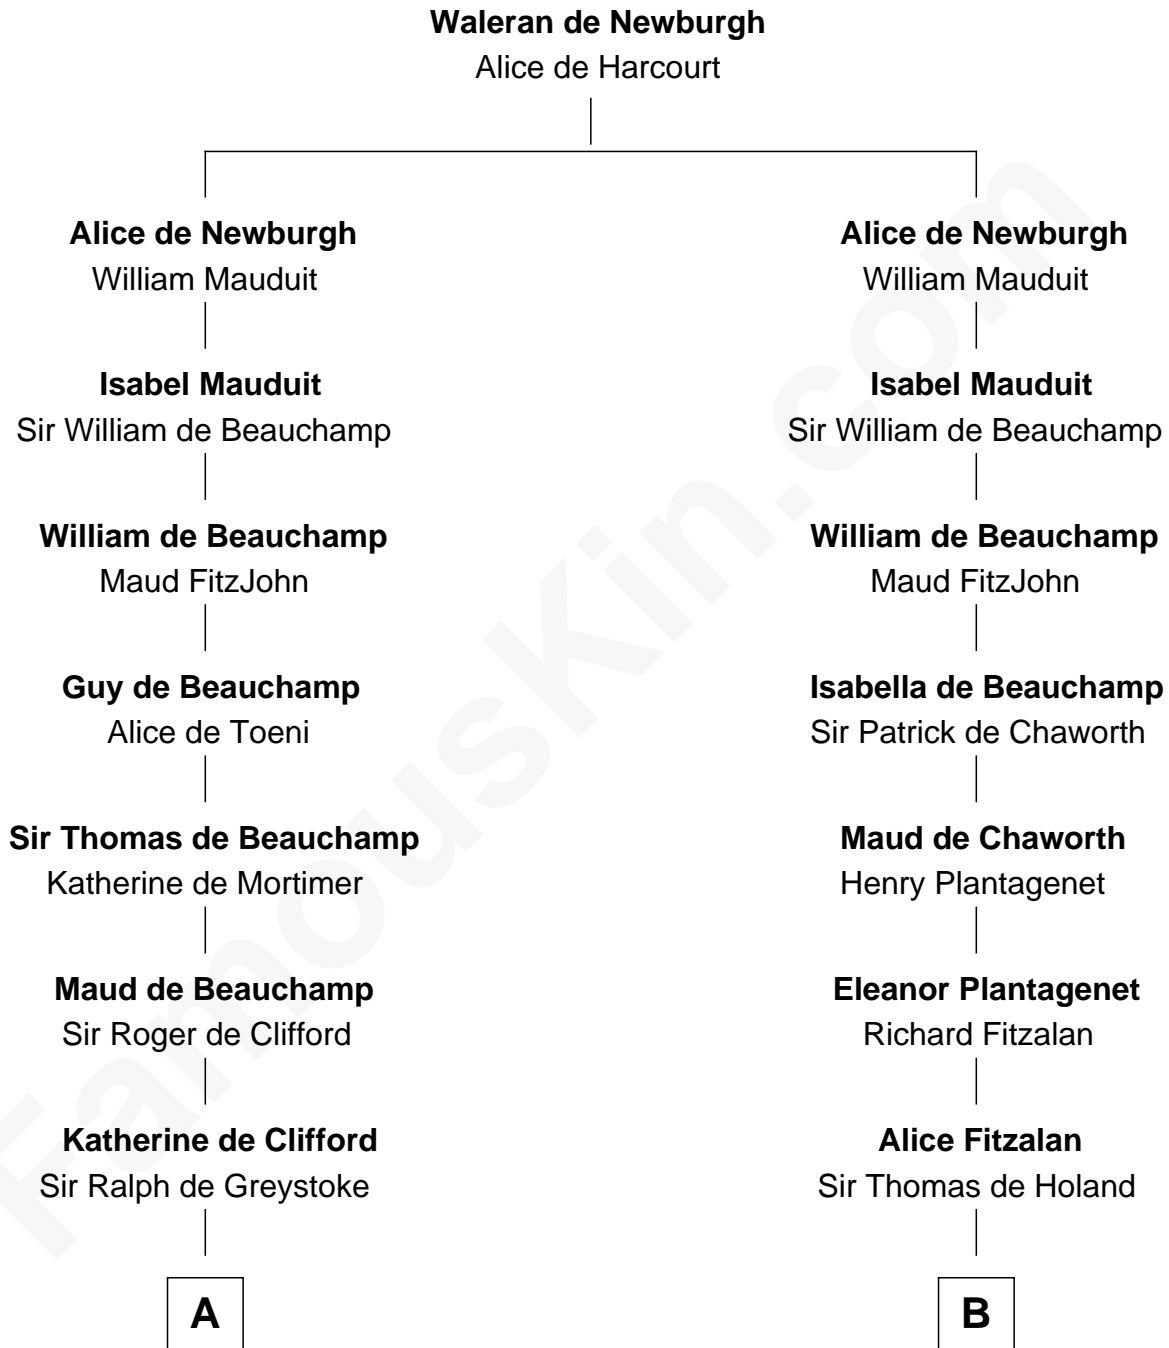 Waleran de Newburgh
Alice de Harcourt
Alice de Newburgh
William Mauduit
Isabel Mauduit
Sir William de Beauchamp
William de Beauchamp
Maud FitzJohn
Guy de Beauchamp
Alice de Toeni
Sir Thomas de Beauchamp
Katherine de Mortimer
Maud de Beauchamp
Sir Roger de Clifford
Katherine de Clifford
Sir Ralph de Greystoke
A
Alice de Newburgh
William Mauduit
Isabel Mauduit
Sir William de Beauchamp
William de Beauchamp
Maud FitzJohn
Isabella de Beauchamp
Sir Patrick de Chaworth
Maud de Chaworth
Henry Plantagenet
Eleanor Plantagenet
Richard Fitzalan
Alice Fitzalan
Sir Thomas de Holand
B
FamousKin.com